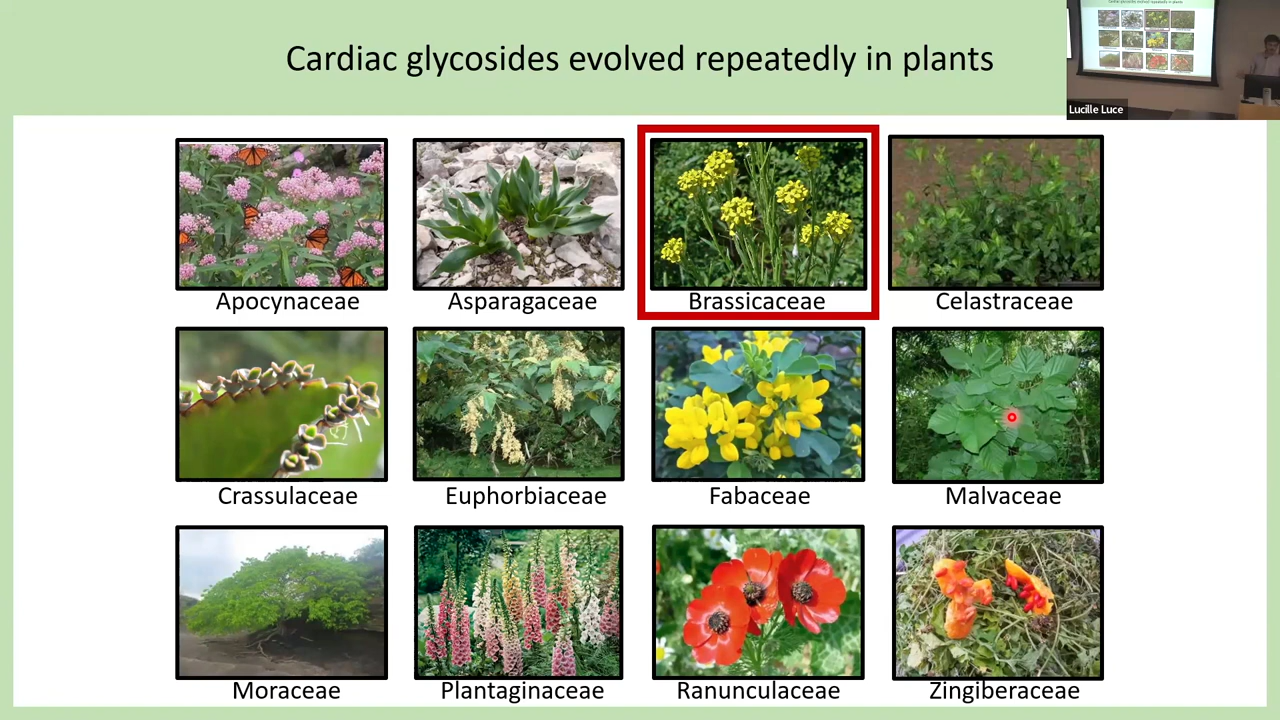 Cardiac glycosides evolved repeatedly in plants
Lucille Luce
Apocynaceae
Asparagaceae
Brassicaceae
Celastraceae
Crassulaceae
Euphorbiaceae
Fabaceae
Malvaceae
Moraceae
Plantaginaceae
Ranunculaceae
Zingiberaceae